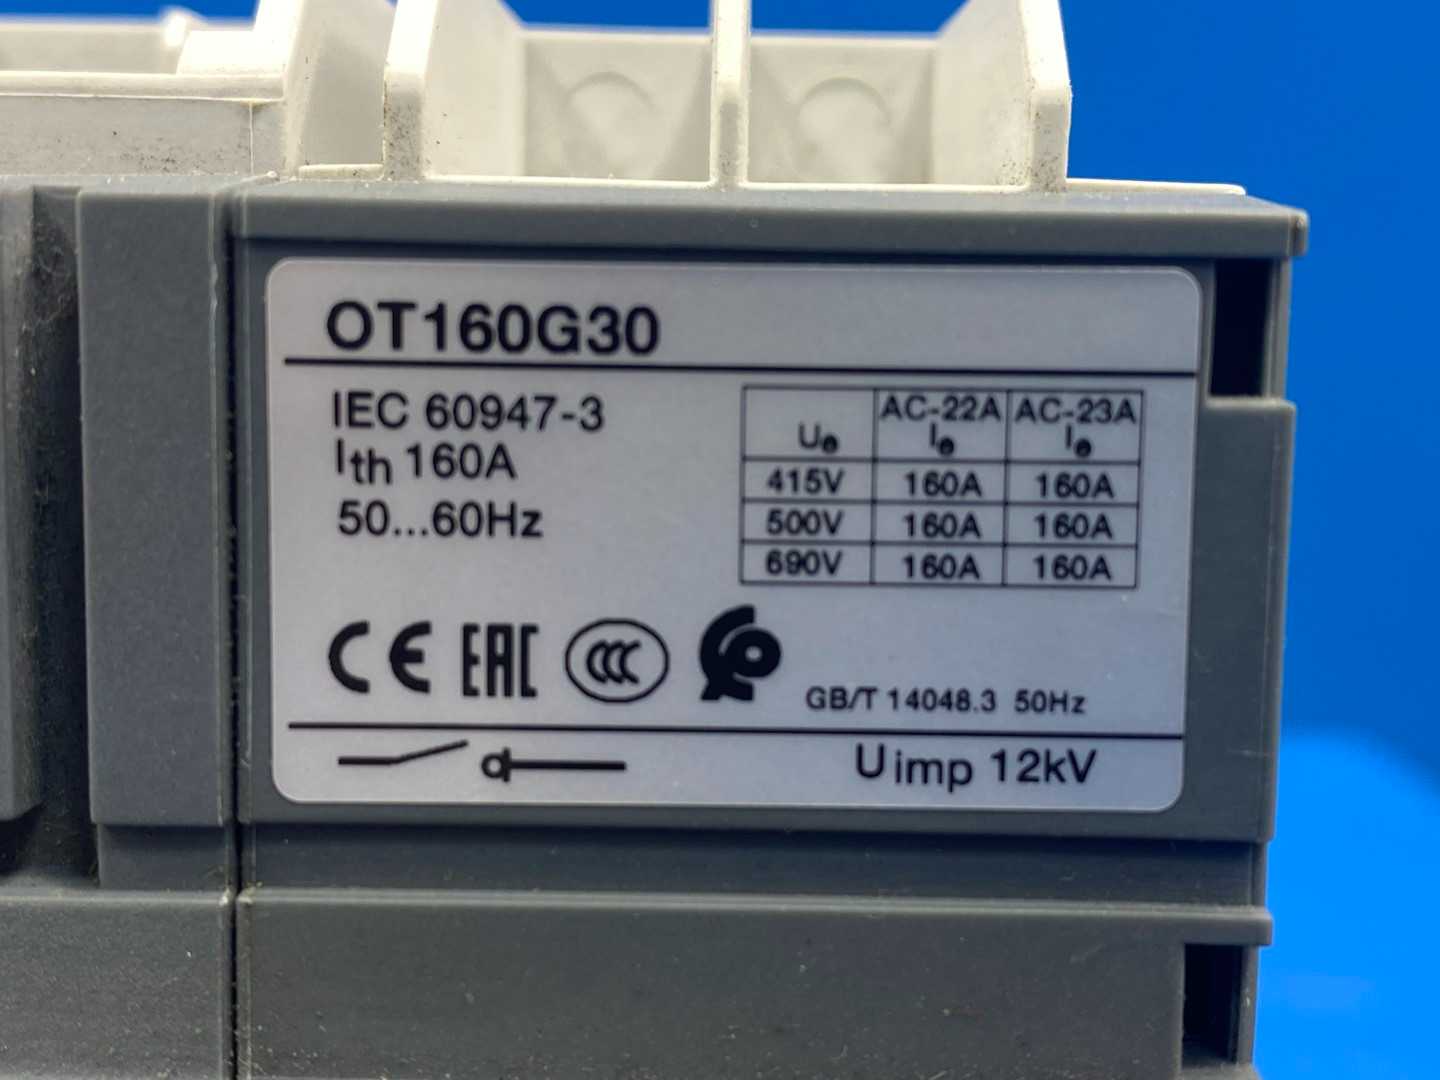 OT160G30
IEC 60947-3
Ith 160A
50...60Hz
Ue AC-22A Ie AC-23A Ie
415V 160A 160A
500V 160A 160A
690V 160A 160A
CE EAC CCC
GB/T 14048.3 50Hz
Uimp 12kV